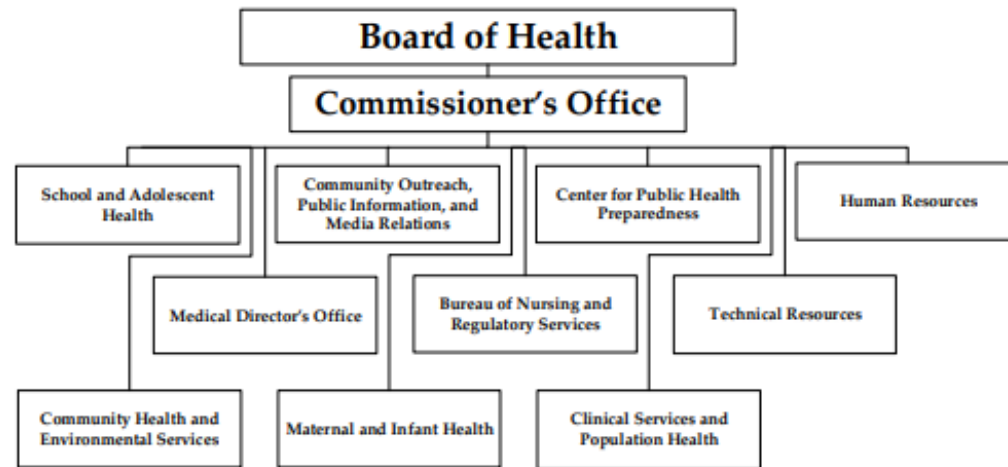 Board of Health
Commissioner's Office
School and Adolescent
Health
Community Outreach,
Public Information, and
Media Relations
Center for Public Health
Preparedness
Human Resources
Medical Director's Office
Bureau of Nursing and
Regulatory Services
Technical Resources
Community Health and
Environmental Services
Maternal and Infant Health
Clinical Services and
Population Health